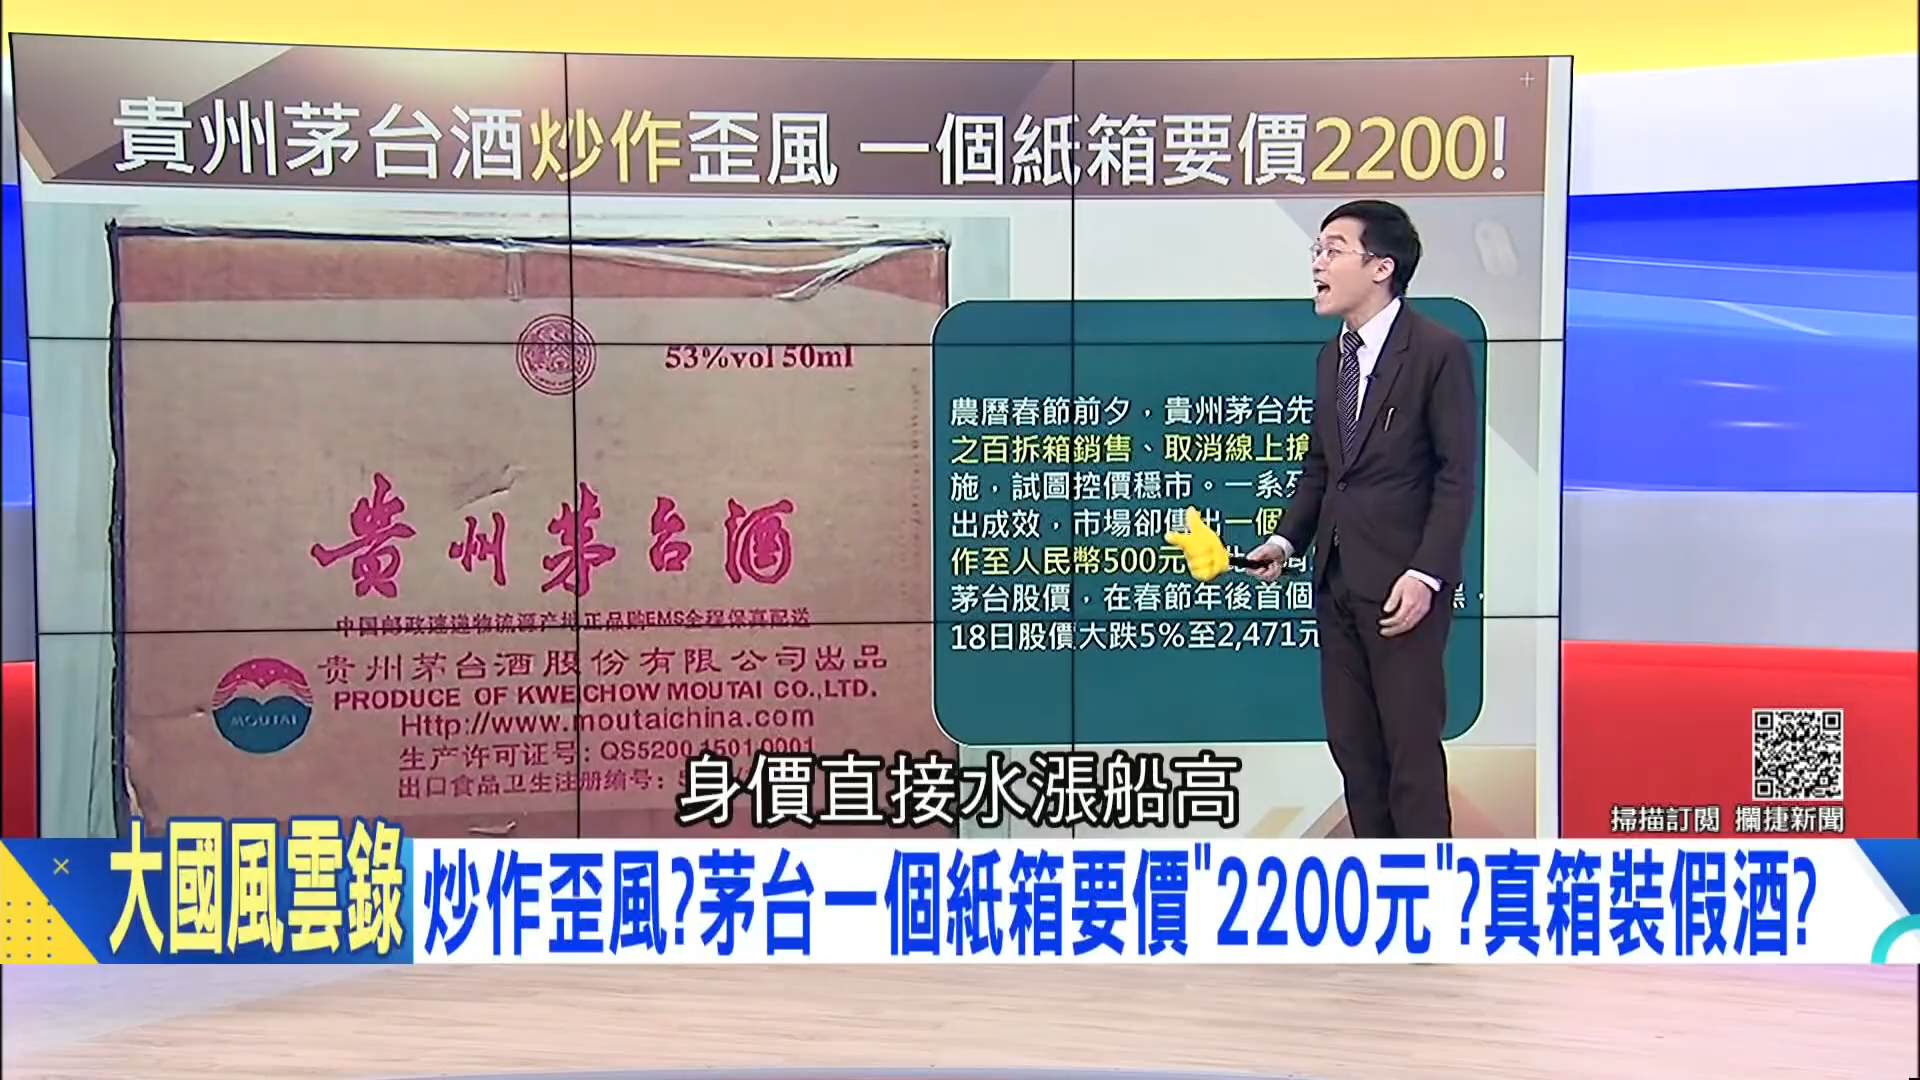 貴州茅台酒炒作歪風 一個紙箱要價2200!
53%vol 50ml
贵州茅台酒
中国邮政速递物流源产地正品购EMS全程保真配送
贵州茅台酒股份有限公司出品
PRODUCE OF KWEICHOW MOUTAI CO.,LTD.
Http://www.moutaichina.com
生产许可证号: QS5200 1501 0001
出口食品卫生注册编号:
MOUTAI
農曆春節前夕，貴州茅台先
之百拆箱銷售、取消線上搶
施，試圖控價穩市。一系列
出成效，市場卻傳出一個
作至人民幣500元
茅台股價，在春節年後首個
18日股價大跌5%至2,471元
身價直接水漲船高
掃描訂閱 攔捷新聞
大國風雲錄
炒作歪風?茅台一個紙箱要價"2200元"?真箱裝假酒?